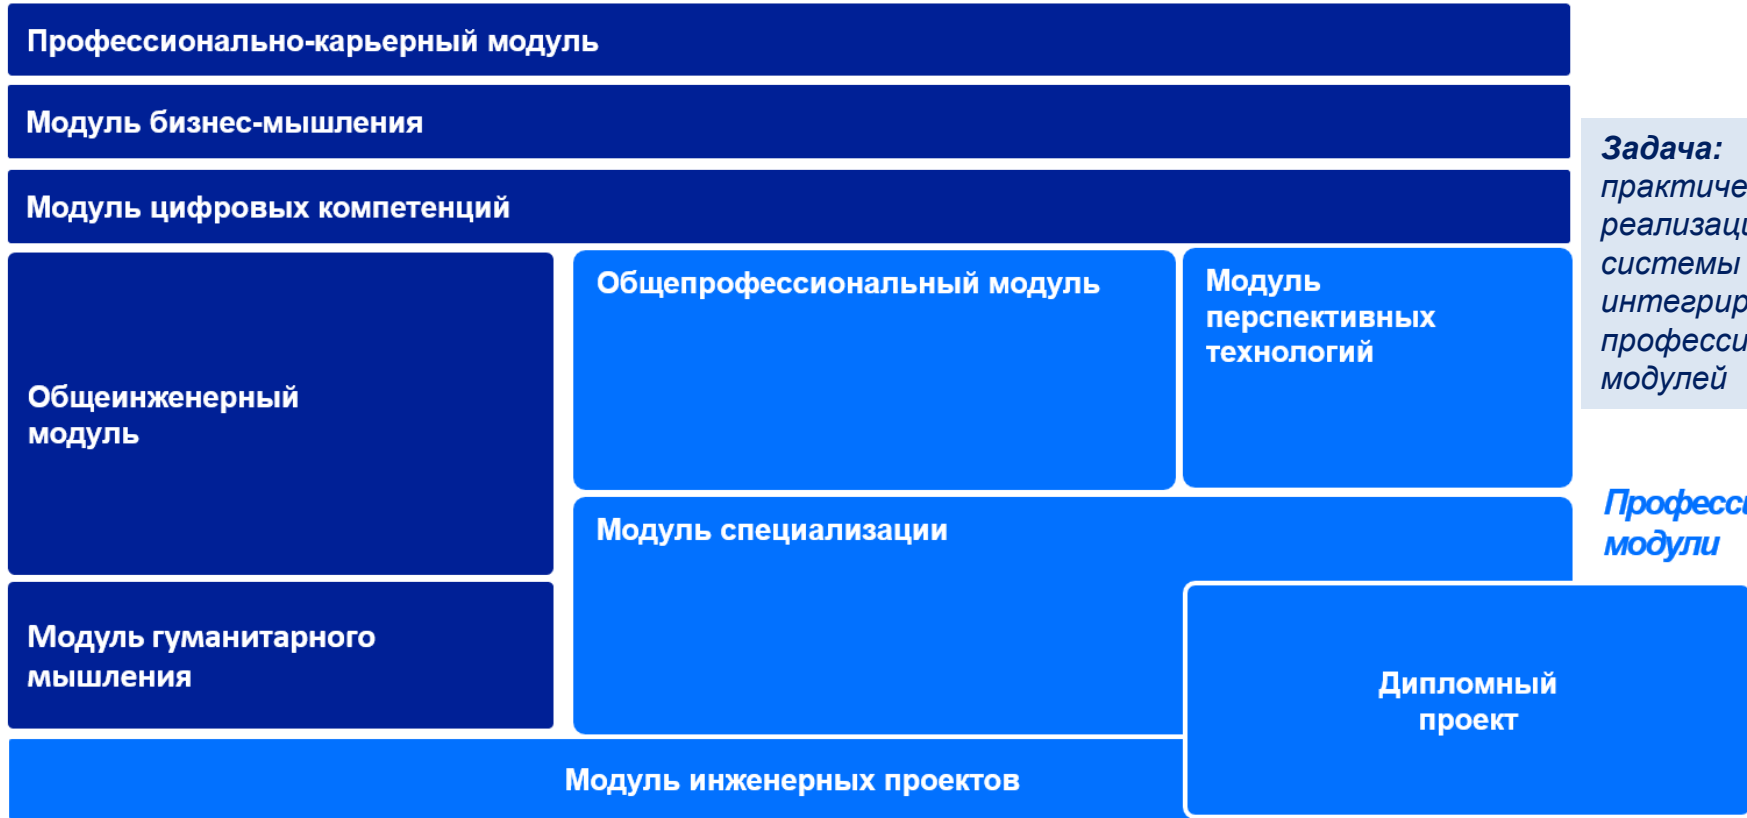 Профессионально-карьерный модуль
Модуль бизнес-мышления
Модуль цифровых компетенций
Общеинженерный
модуль
Модуль гуманитарного
мышления
Общепрофессиональный модуль
Модуль
перспективных
технологий
Модуль специализации
Дипломный
проект
Модуль инженерных проектов
Задача:
системы
модулей
модули